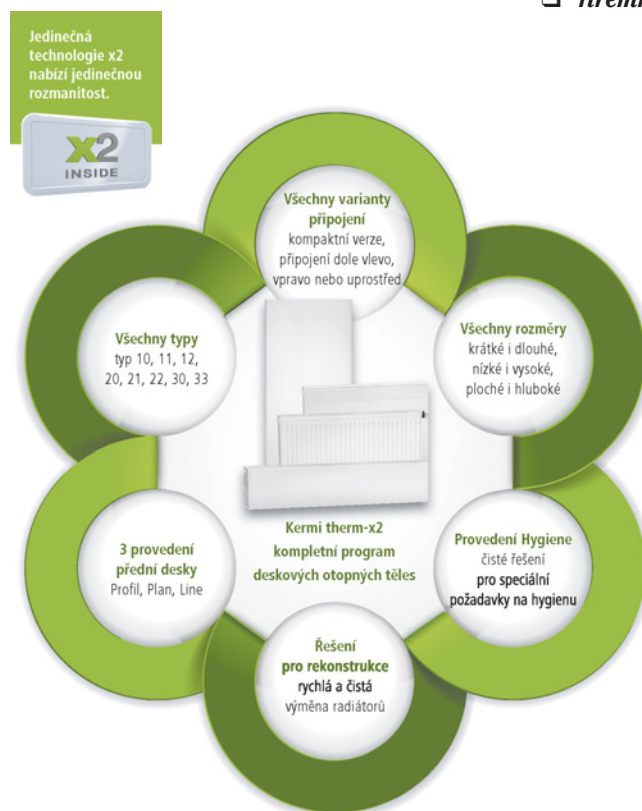 Jedinečná
technologie x2
nabízí jedinečnou
rozmanitost.
x2
INSIDE
Všechny varianty
připojení
kompaktní verze,
připojení dole vlevo,
vpravo nebo uprostřed
Všechny typy
typ 10, 11, 12,
20, 21, 22, 30, 33
Všechny rozměry
krátké i dlouhé,
nízké i vysoké,
ploché i hluboké
3 provedení
přední desky
Profil, Plan, Line
Kermi therm-x2
kompletní program
deskových otopných těles
Provedení Hygiene
čisté řešení
pro speciální
požadavky na hygienu
Řešení
pro rekonstrukce
rychlá a čistá
výměna radiátorů